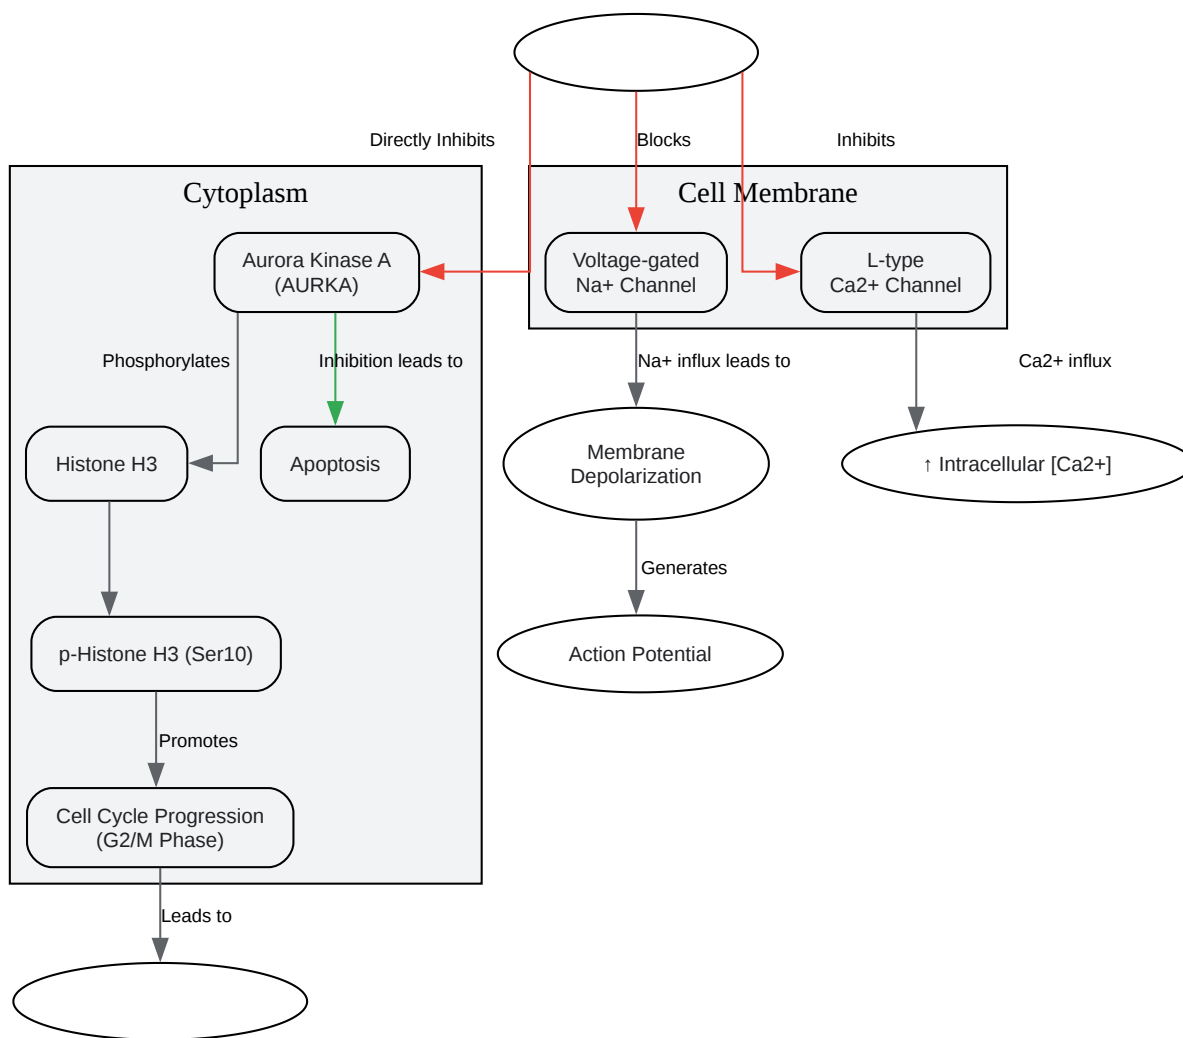 Directly Inhibits
Blocks
Inhibits
Cytoplasm
Cell Membrane
Aurora Kinase A
(AURKA)
Voltage-gated
Na+ Channel
L-type
Ca2+ Channel
Phosphorylates
Inhibition leads to
Na+ influx leads to
Ca2+ influx
Histone H3
Apoptosis
Membrane
Depolarization
↑ Intracellular [Ca2+]
Generates
p-Histone H3 (Ser10)
Action Potential
Promotes
Cell Cycle Progression
(G2/M Phase)
Leads to